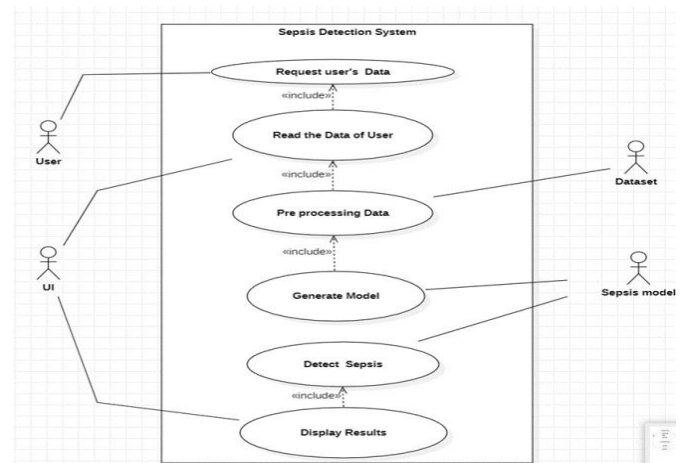 Sepsis Detection System
Request user's Data
«include»
Read the Data of User
User
«include»
Dataset
Pre processing Data
«include»
UI
Generate Model
Sepsis model
Detect Sepsis
«include»
Display Results